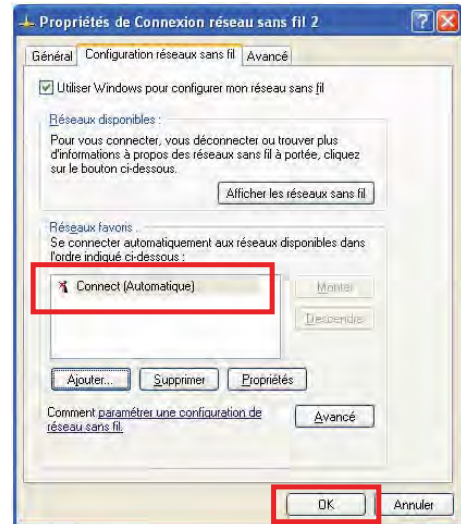 Propriétés de Connexion réseau sans fil 2
Général Configuration réseaux sans fil Avancé
Utiliser Windows pour configurer mon réseau sans fil
Réseaux disponibles :
Pour vous connecter, vous déconnecter ou trouver plus
d'informations à propos des réseaux sans fil à portée, cliquez
sur le bouton ci-dessous.
Afficher les réseaux sans fil
Réseaux favoris :
Se connecter automatiquement aux réseaux disponibles dans
l'ordre indiqué ci-dessous :
Connect (Automatique)
Monter
Descendre
Ajouter... Supprimer Propriétés
Comment paramétrer une configuration de
réseau sans fil.
Avancé
OK Annuler